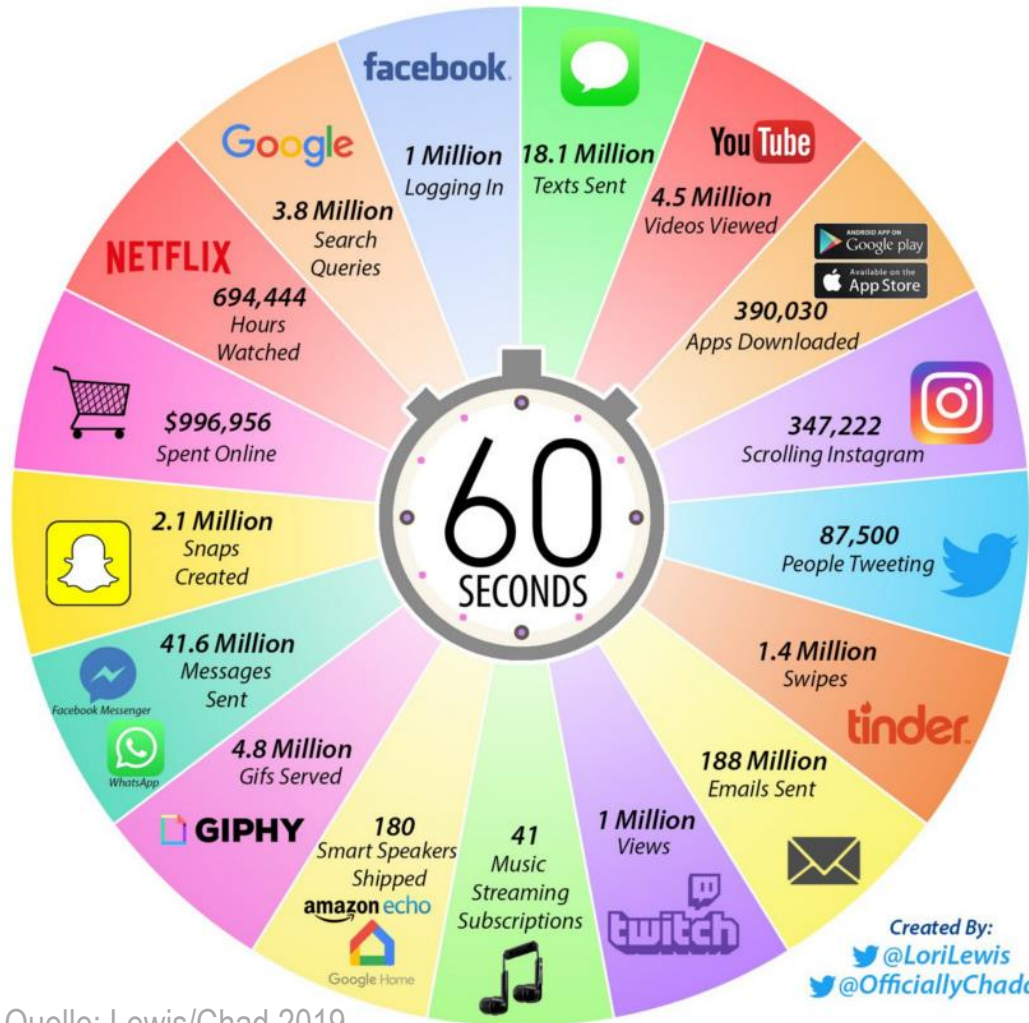 facebook
1 Million
Logging In
18.1 Million
Texts Sent
YouTube
4.5 Million
Videos Viewed
ANDROID APP ON
Google play
Available on the
App Store
390,030
Apps Downloaded
347,222
Scrolling Instagram
87,500
People Tweeting
1.4 Million
Swipes
tinder
188 Million
Emails Sent
1 Million
Views
twitch
41
Music
Streaming
Subscriptions
180
Smart Speakers
Shipped
amazon echo
Google Home
4.8 Million
Gifs Served
GIPHY
41.6 Million
Messages
Sent
Facebook Messenger
WhatsApp
2.1 Million
Snaps
Created
$996,956
Spent Online
NETFLIX
694,444
Hours
Watched
Google
3.8 Million
Search
Queries
60
SECONDS
Created By:
@LoriLewis
@OfficiallyChadd
Quelle: Lewis/Chad 2019